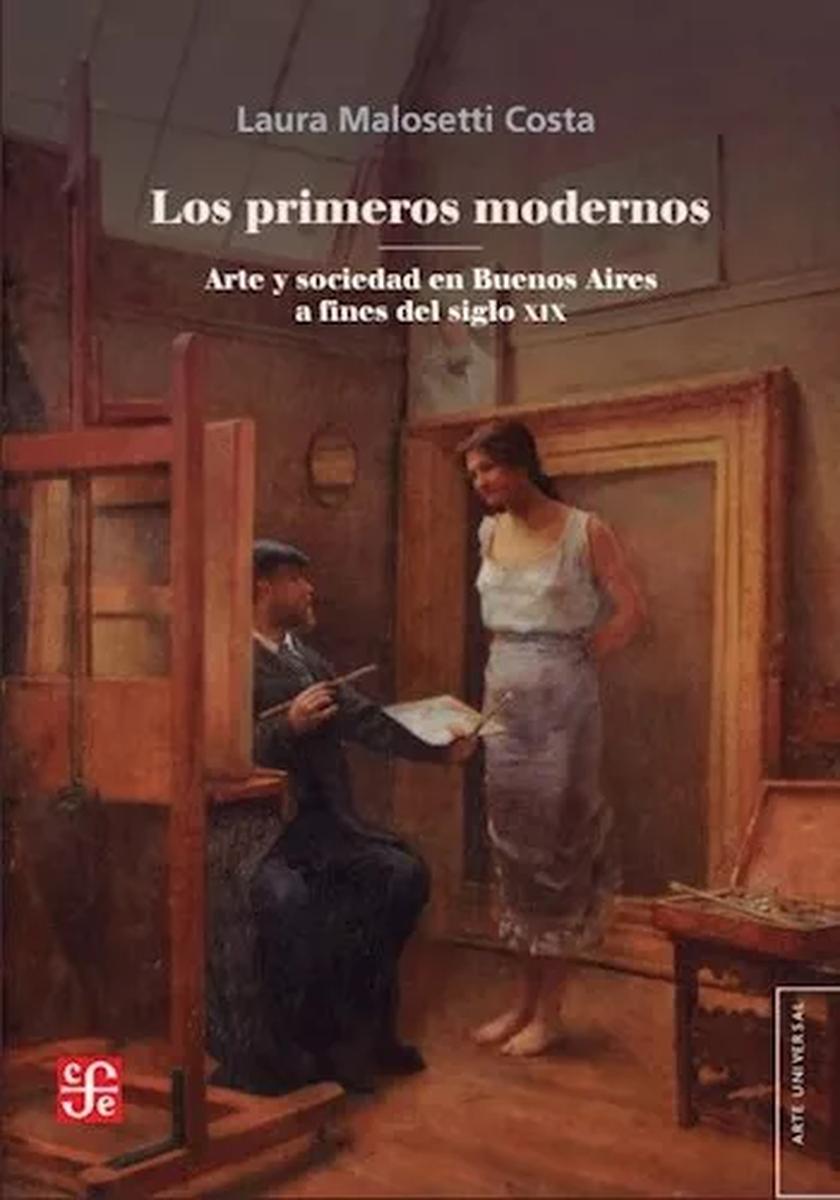 Laura Malosetti Costa
Los primeros modernos
Arte y sociedad en Buenos Aires
a fines del siglo XIX
cfe
ARTE UNIVERSAL